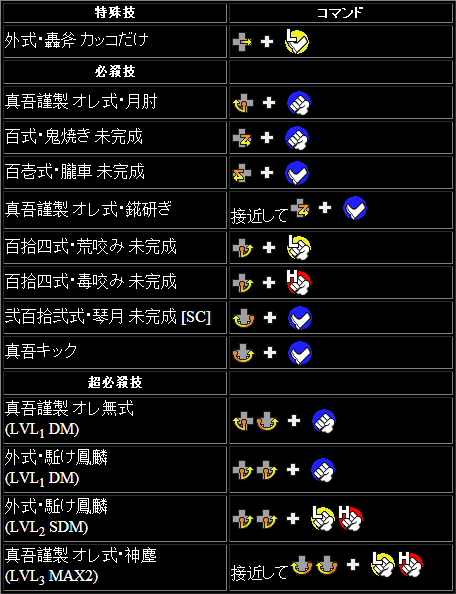 特殊技 コマンド
外式・轟斧 カッコだけ + L
必殺技
真吾謹製 オレ式・月肘 +
百式・鬼焼き 未完成 +
百壱式・朧車 未完成 +
真吾謹製 オレ式・錵研ぎ 接近して +
百拾四式・荒咬み 未完成 + L
百拾四式・毒咬み 未完成 + H
弐百拾弐式・琴月 未完成 [SC] +
真吾キック +
超必殺技
真吾謹製 オレ無式
(LVL1 DM) +
外式・駈け鳳麟
(LVL1 DM) +
外式・駈け鳳麟
(LVL2 SDM) + L H
真吾謹製 オレ式・神塵
(LVL3 MAX2) 接近して + L H